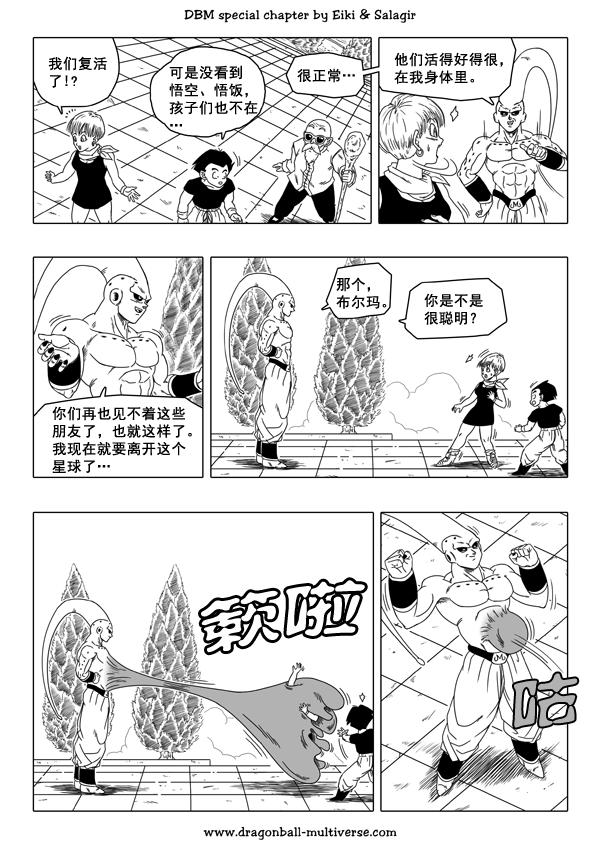 DBM special chapter by Eiki & Salagir
我们复活
了!?
可是没看到
悟空、悟饭，
孩子们也不在
…
很正常…
他们活得好得很，
在我身体里。
M
你们再也见不着这些
朋友了，也就这样了。
我现在就要离开这个
星球了…
那个，
布尔玛。
你是不是
很聪明？
啦
咕
M
www.dragonball-multiverse.com